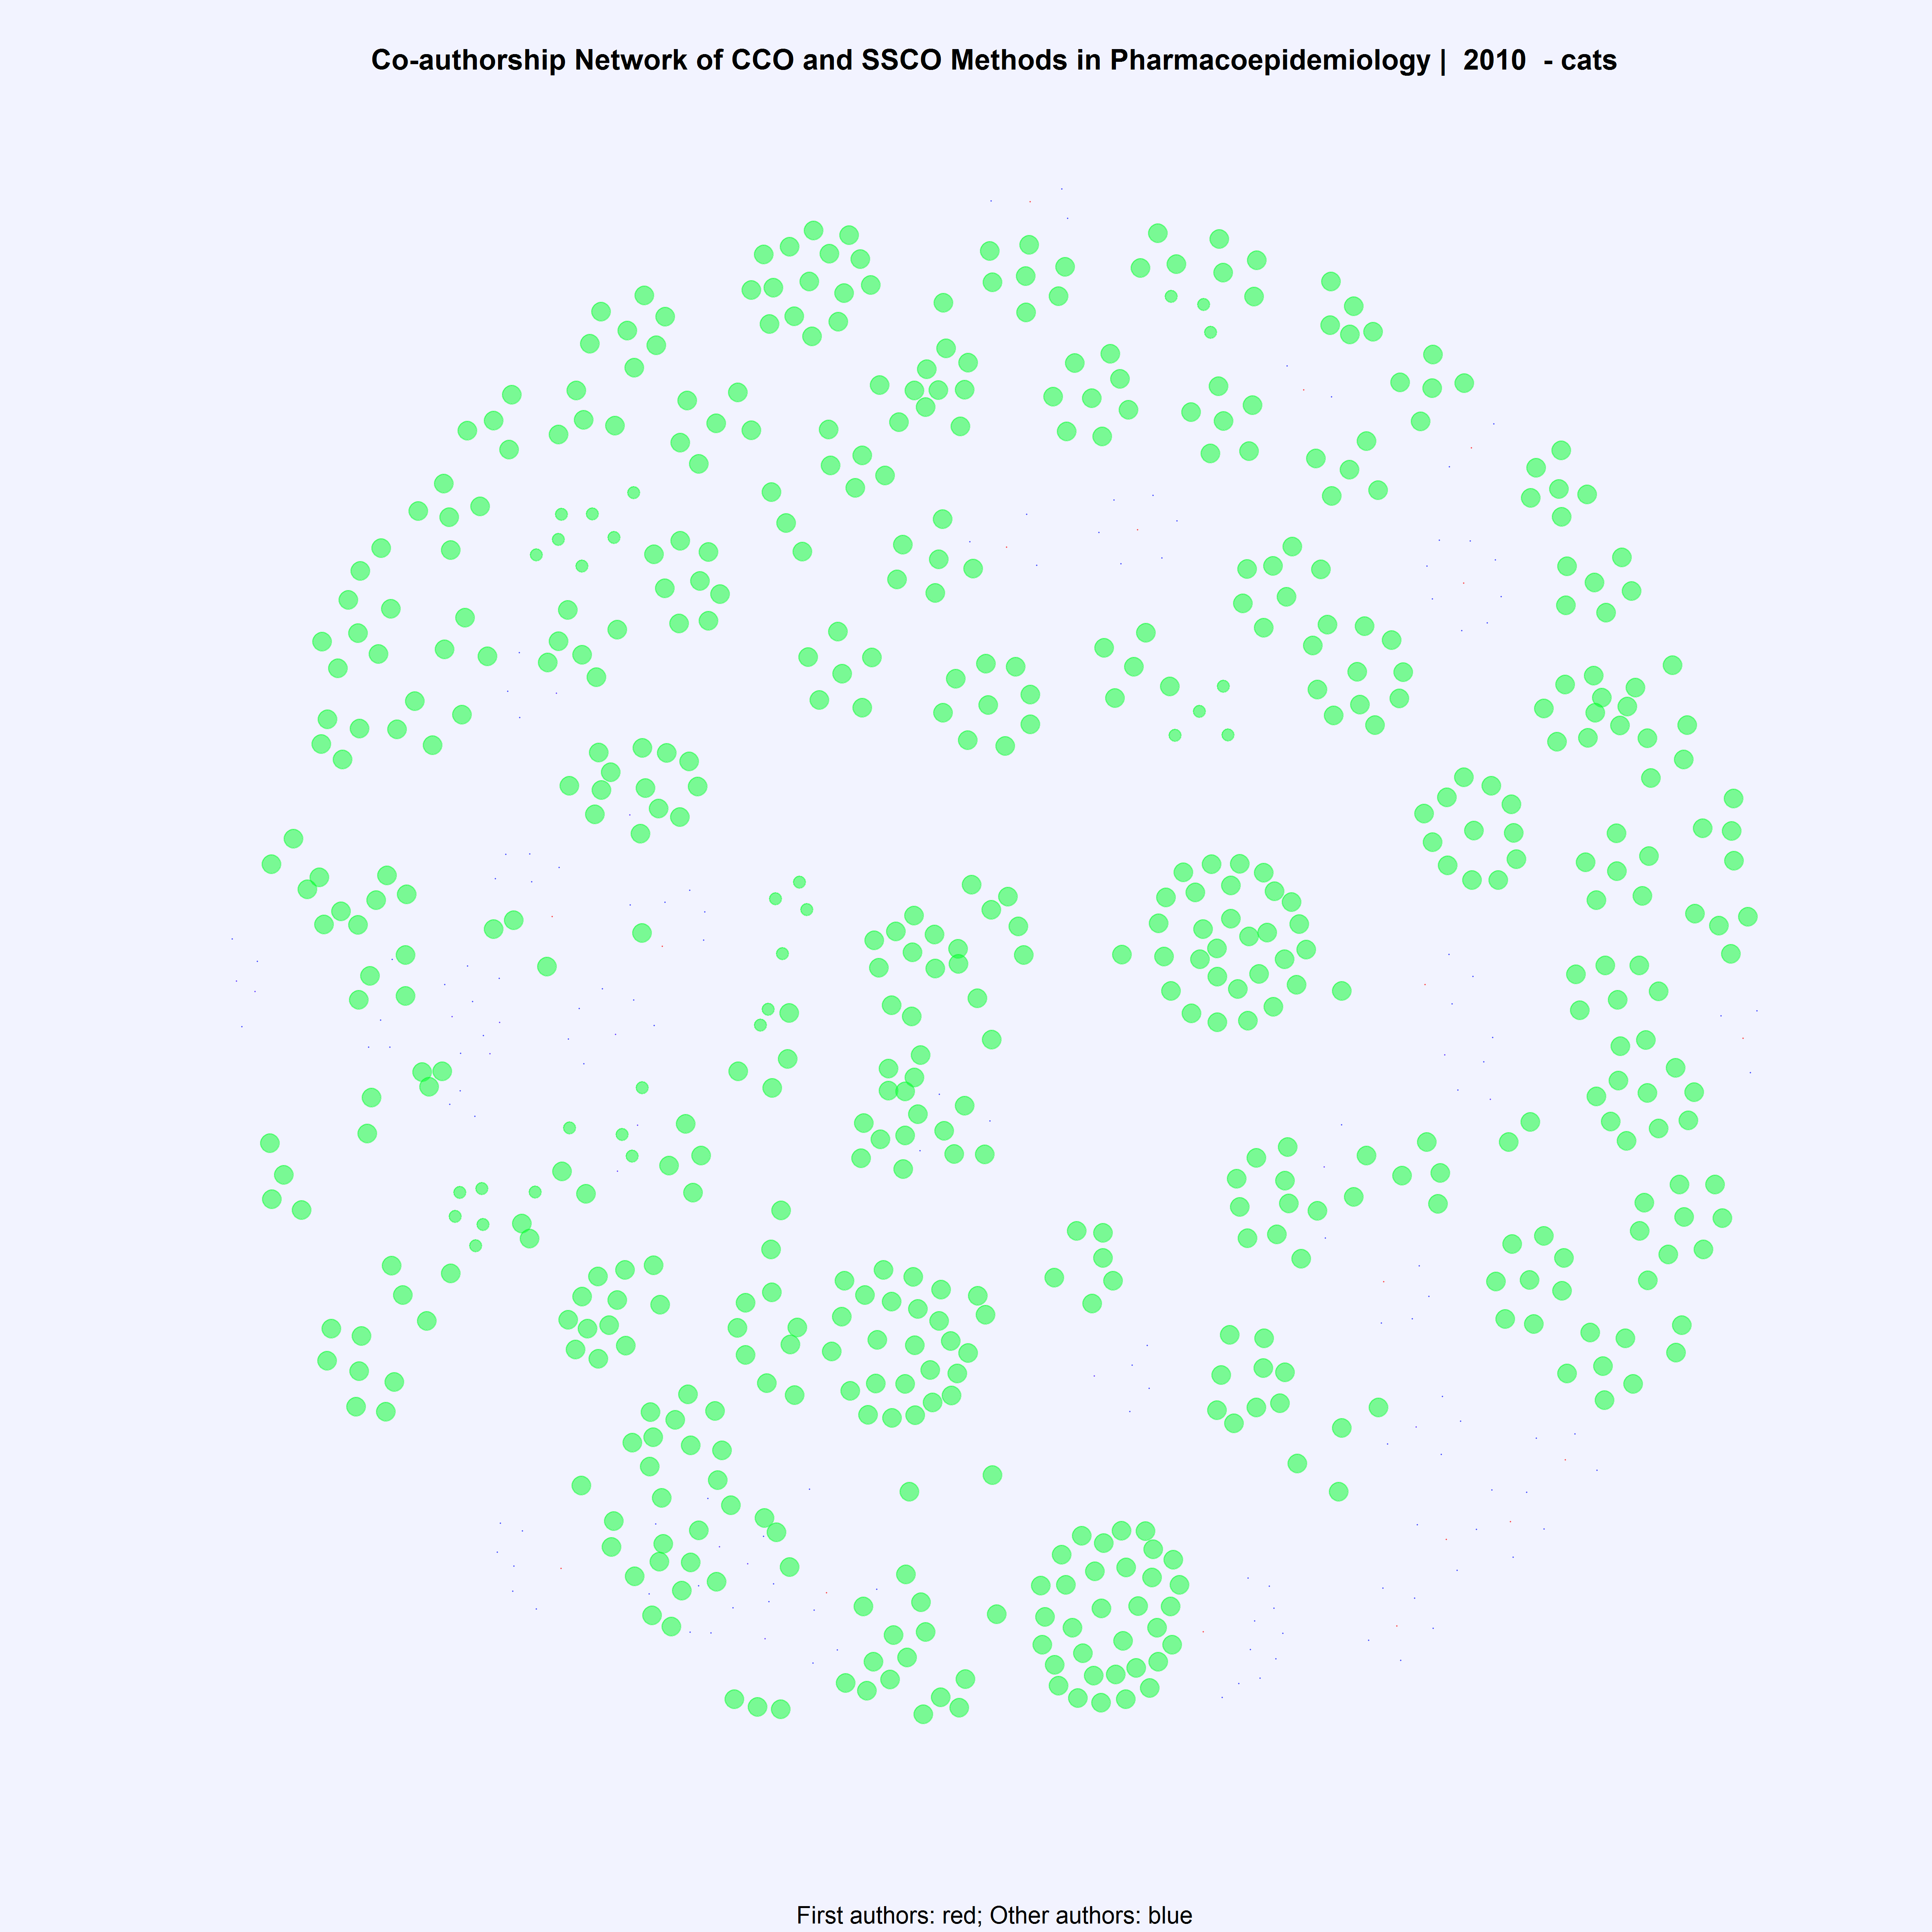 Co-authorship Network of CCO and SSCO Methods in Pharmacoepidemiology |  2010  - cats
First authors: red; Other authors: blue